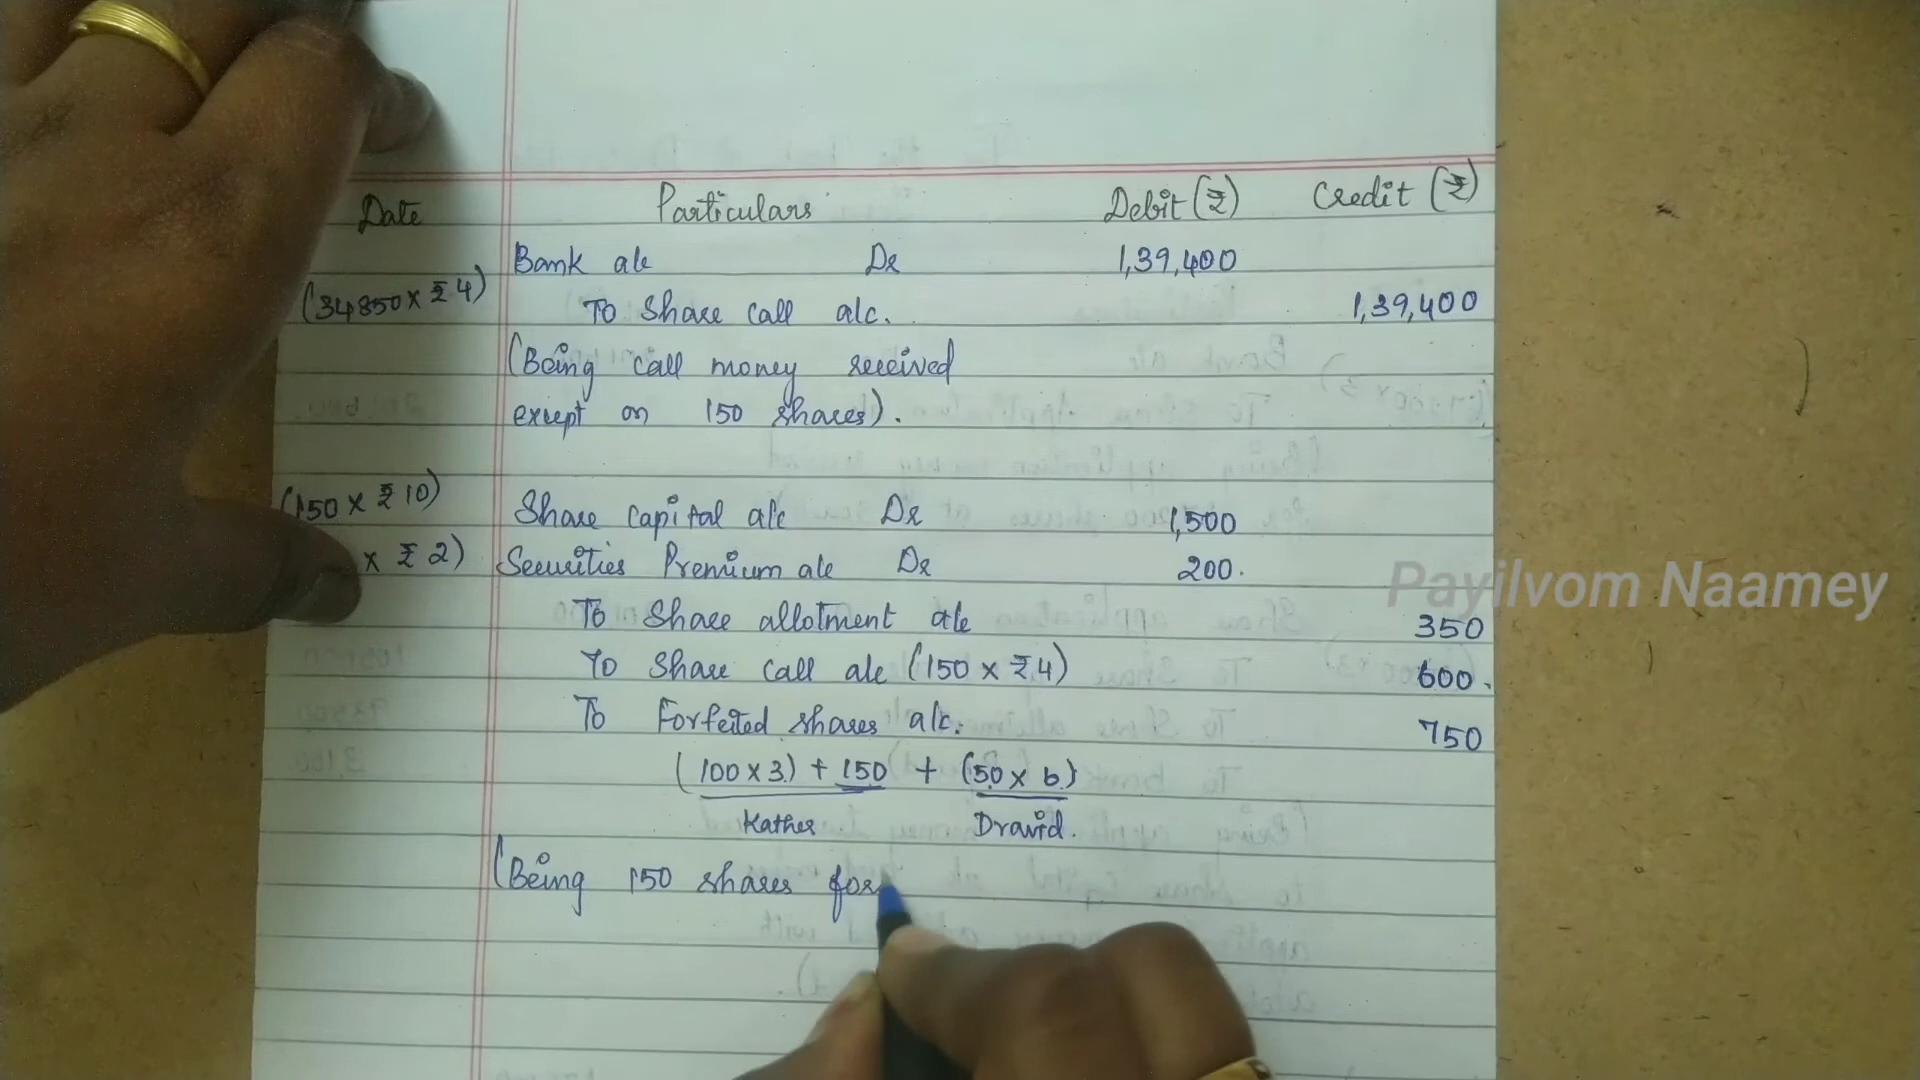 Date Particulars Debit (₹) Credit (₹)
Bank a/c Dr 1,39,400
(34850 x ₹ 4) To Share call a/c. 1,39,400
(Being call money received
except on 150 shares).
(150 x ₹ 10) Share capital a/c Dr 1,500
x ₹ 2) Securities Premium a/c Dr 200.
To Share allotment a/c 350
To Share call a/c (150 x ₹4) 600.
To Forfeited shares a/c. 750
(100 x 3) + 150 + (50 x 6)
Kather Dravid.
(Being 150 shares for
Payilvom Naamey